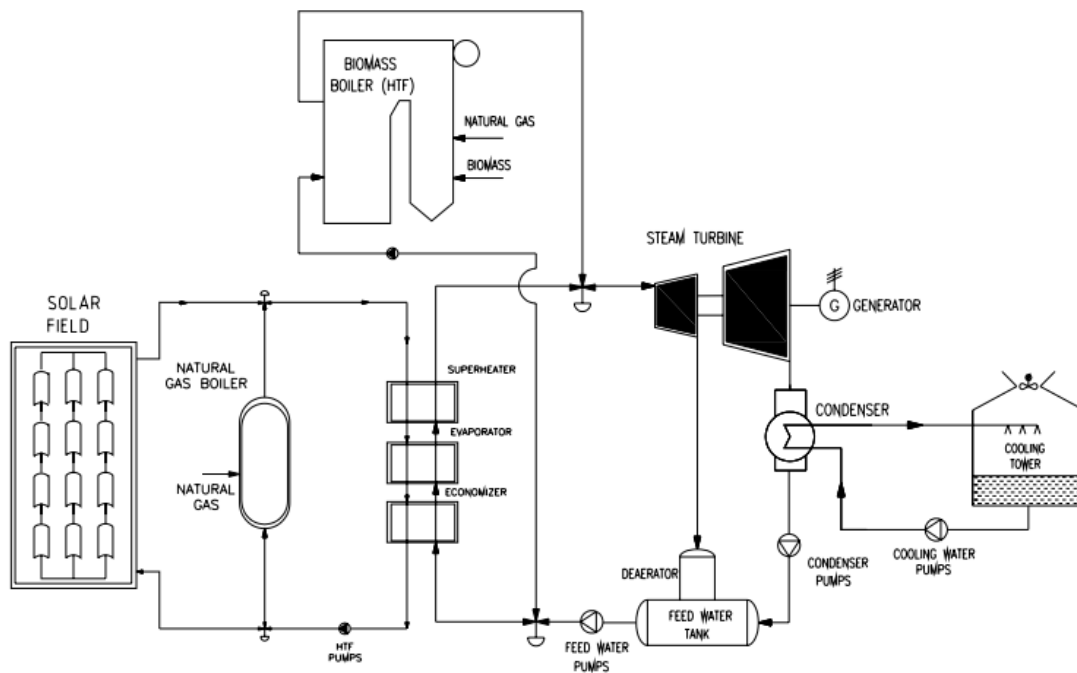 BIOMASS
BOILER (HTF)
NATURAL GAS
BIOMASS
STEAM TURBINE
SOLAR
FIELD
G
GENERATOR
NATURAL
GAS BOILER
SUPERHEATER
EVAPORATOR
CONDENSER
COOLING
TOWER
NATURAL
GAS
ECONOMIZER
COOLING WATER
PUMPS
CONDENSER
PUMPS
DEAERATOR
FEED WATER
TANK
HTF
PUMPS
FEED WATER
PUMPS